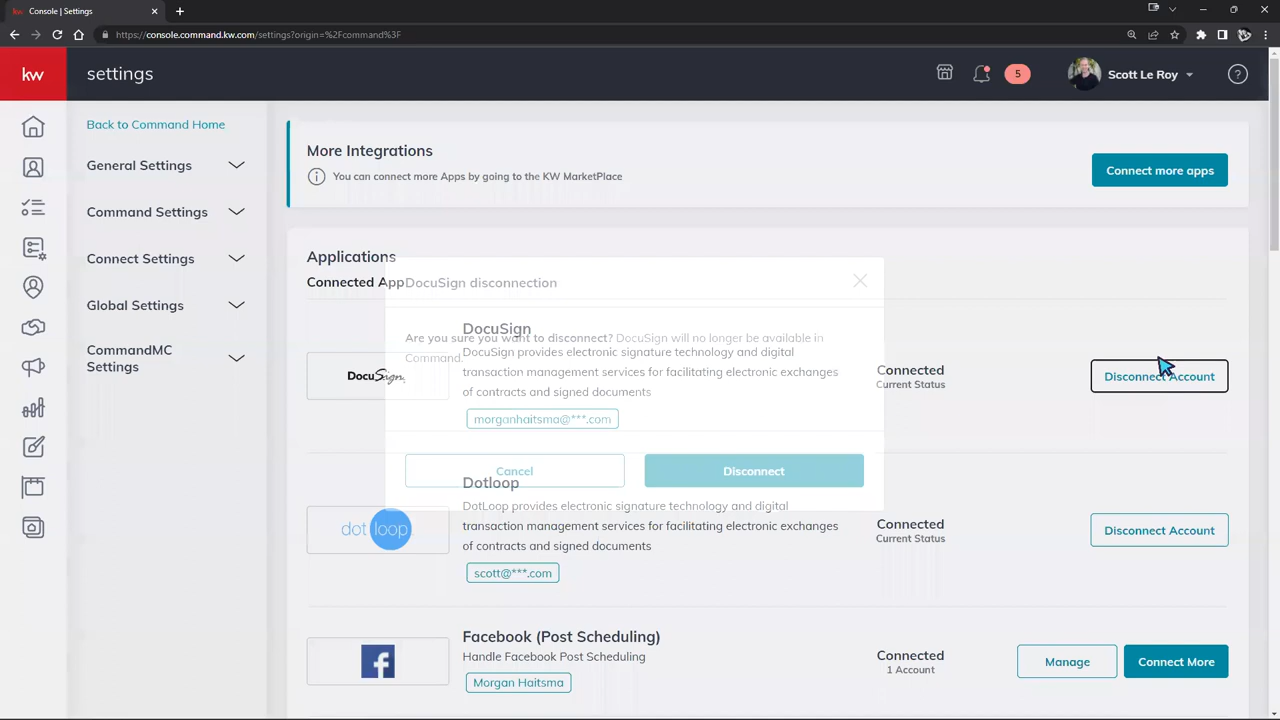 Console | Settings
https://console.command.kw.com/settings?origin=%2Fcommand%3F
kw
settings
5
Scott Le Roy
?
Back to Command Home
General Settings
Command Settings
Connect Settings
Global Settings
CommandMC
Settings
More Integrations
You can connect more Apps by going to the KW MarketPlace
Connect more apps
Applications
Connected App
DocuSign disconnection
Are you sure you want to disconnect? DocuSign will no longer be available in
Command.
Cancel
Disconnect
DocuSign
DocuSign
DocuSign provides electronic signature technology and digital
transaction management services for facilitating electronic exchanges
of contracts and signed documents
morganhaitsma@***.com
Connected
Current Status
Disconnect Account
dot loop
Dotloop
DotLoop provides electronic signature technology and digital
transaction management services for facilitating electronic exchanges
of contracts and signed documents
scott@***.com
Connected
Current Status
Disconnect Account
f
Facebook (Post Scheduling)
Handle Facebook Post Scheduling
Morgan Haitsma
Connected
1 Account
Manage
Connect More